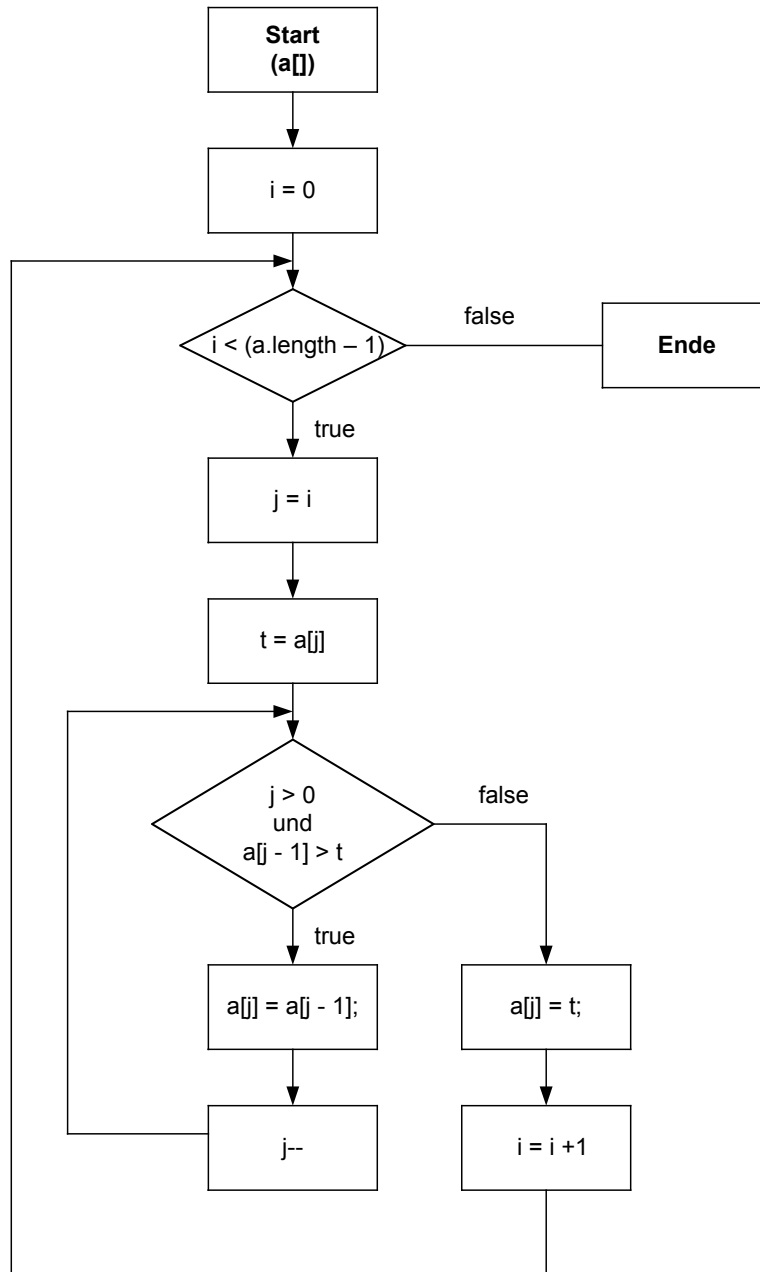 Start
(a[])
i = 0
i < (a.length – 1)
false
Ende
true
j = i
t = a[j]
j > 0
und
a[j - 1] > t
false
true
a[j] = a[j - 1];
a[j] = t;
j--
i = i +1